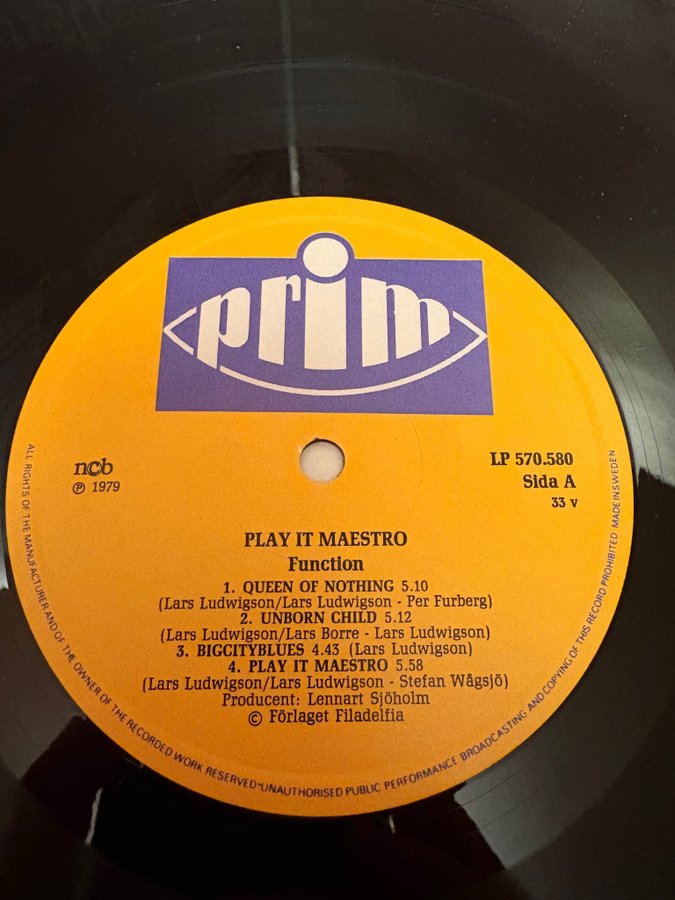 prim
ncb
℗ 1979
LP 570.580
Sida A
33 v
PLAY IT MAESTRO
Function
1. QUEEN OF NOTHING 5.10
(Lars Ludwigson/Lars Ludwigson - Per Furberg)
2. UNBORN CHILD 5.12
(Lars Ludwigson/Lars Borre - Lars Ludwigson)
3. BIGCITYBLUES 4.43 (Lars Ludwigson)
4. PLAY IT MAESTRO 5.58
(Lars Ludwigson/Lars Ludwigson - Stefan Wågsjö)
Producent: Lennart Sjöholm
© Förlaget Filadelfia
ALL RIGHTS OF THE MANUFACTURER AND OF THE OWNER OF THE RECORDED WORK RESERVED·UNAUTHORISED PUBLIC PERFORMANCE BROADCASTING AND COPYING OF THIS RECORD PROHIBITED MADE IN SWEDEN